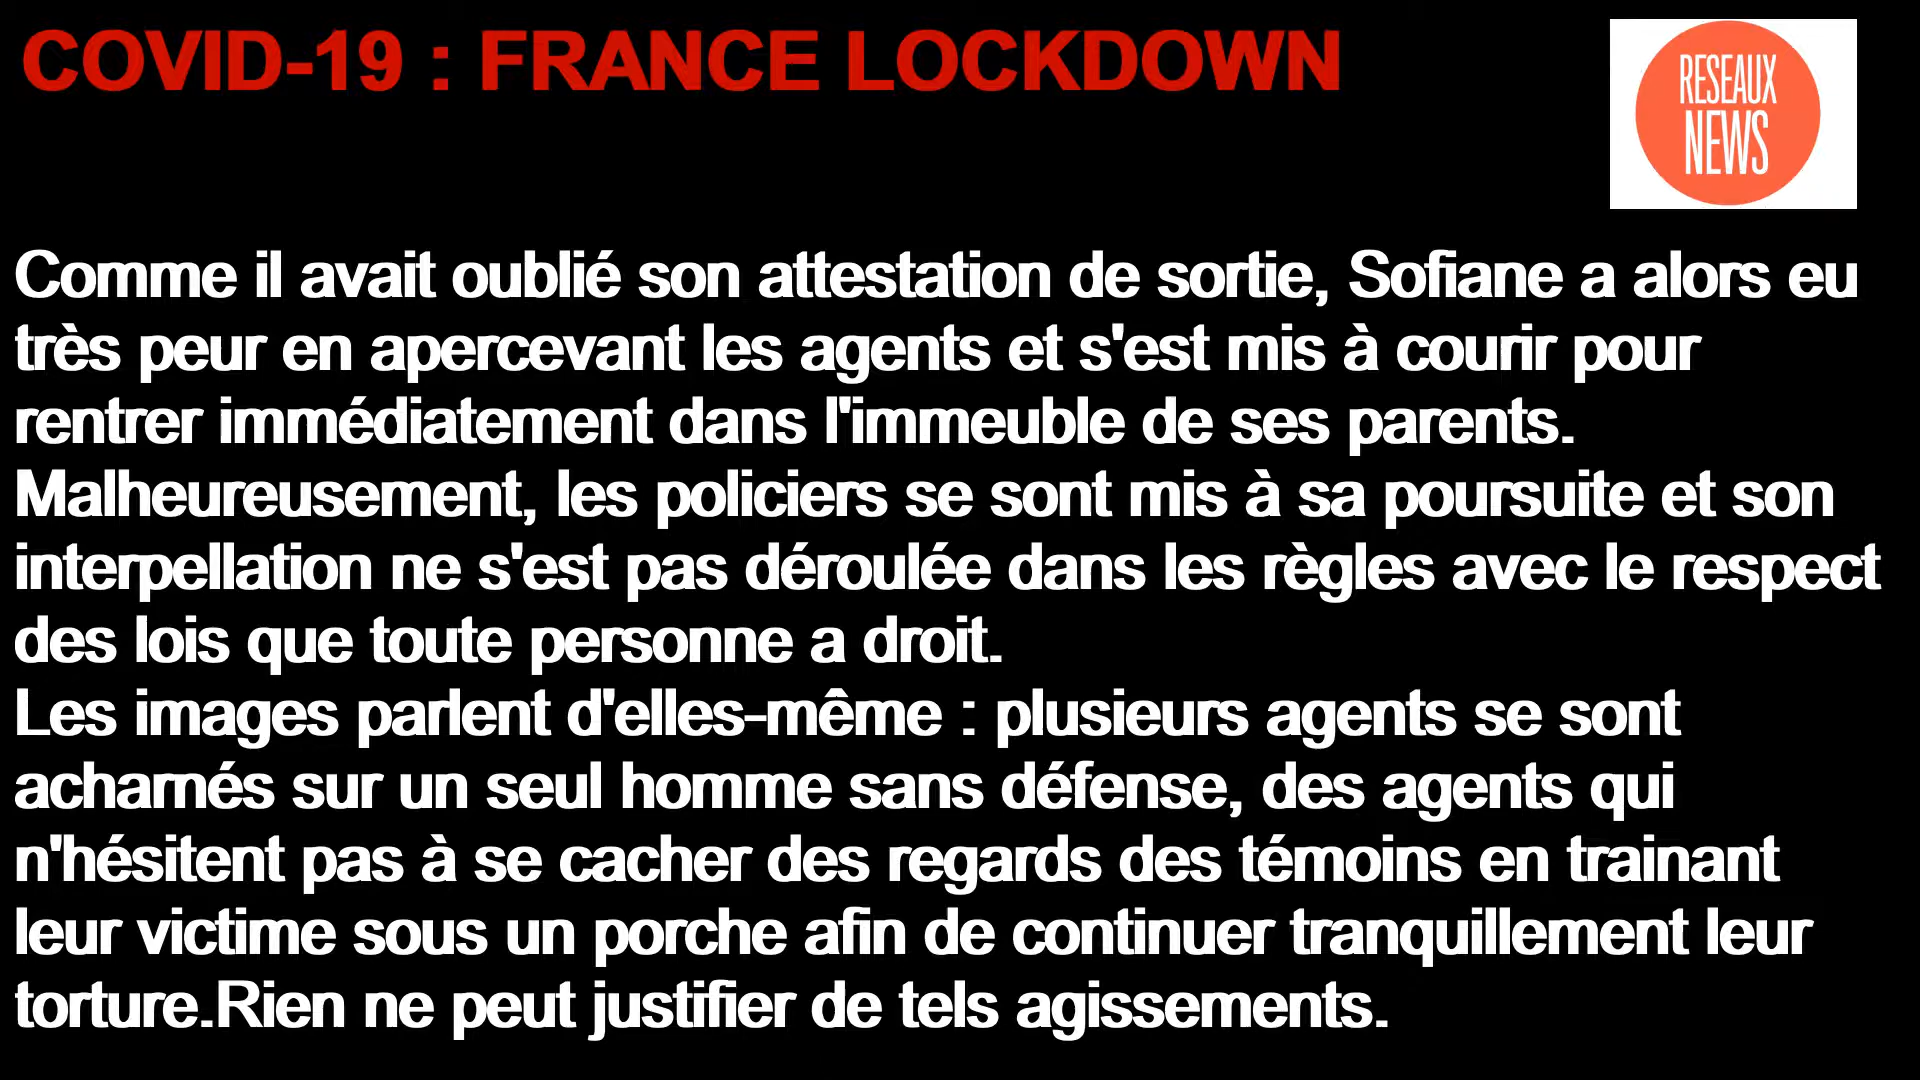 COVID-19 : FRANCE LOCKDOWN
RESEAUX
NEWS
Comme il avait oublié son attestation de sortie, Sofiane a alors eu
très peur en apercevant les agents et s'est mis à courir pour
rentrer immédiatement dans l'immeuble de ses parents.
Malheureusement, les policiers se sont mis à sa poursuite et son
interpellation ne s'est pas déroulée dans les règles avec le respect
des lois que toute personne a droit.
Les images parlent d'elles-même : plusieurs agents se sont
acharnés sur un seul homme sans défense, des agents qui
n'hésitent pas à se cacher des regards des témoins en trainant
leur victime sous un porche afin de continuer tranquillement leur
torture.Rien ne peut justifier de tels agissements.